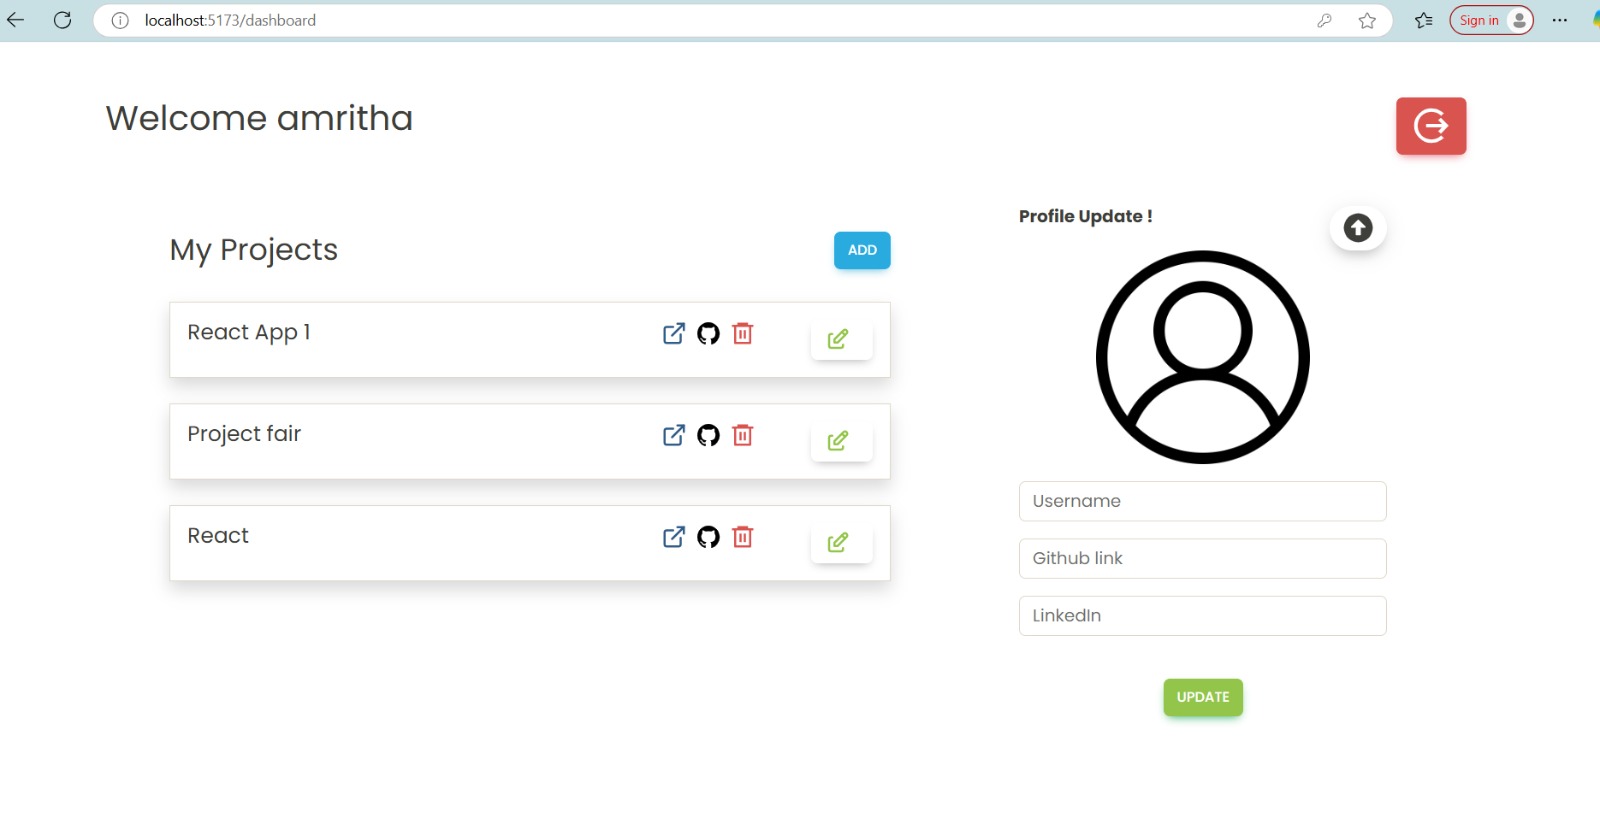 localhost:5173/dashboard
Sign in
Welcome amritha
My Projects
ADD
React App 1
Project fair
React
Profile Update !
Username
Github link
LinkedIn
UPDATE